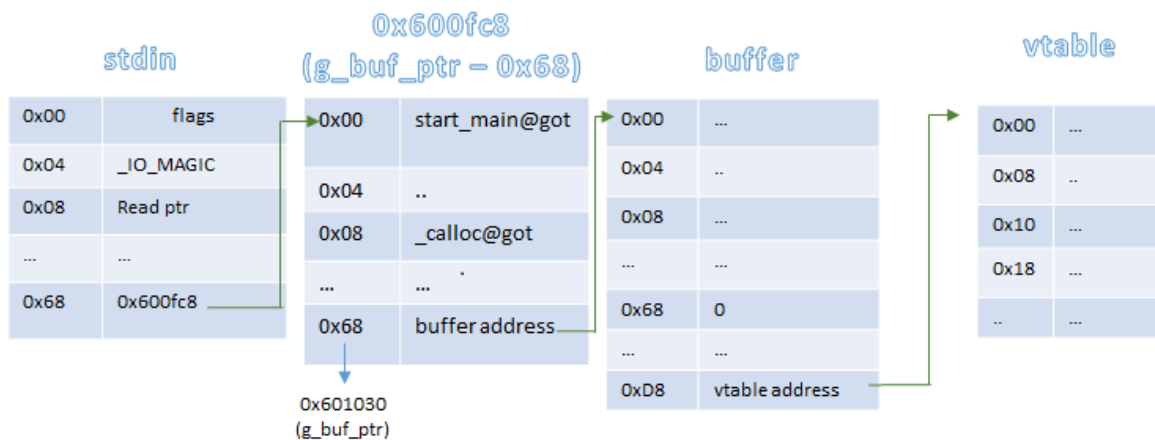 stdin
0x00 flags
0x04 _IO_MAGIC
0x08 Read ptr
... ...
0x68 0x600fc8
0x600fc8
(g_buf_ptr – 0x68)
0x00 start_main@got
0x04 ..
0x08 _calloc@got
... ...
0x68 buffer address
0x601030
(g_buf_ptr)
buffer
0x00 ...
0x04 ..
0x08 ...
... ...
0x68 0
... ...
0xD8 vtable address
vtable
0x00 ...
0x08 ..
0x10 ...
0x18 ...
.. ...